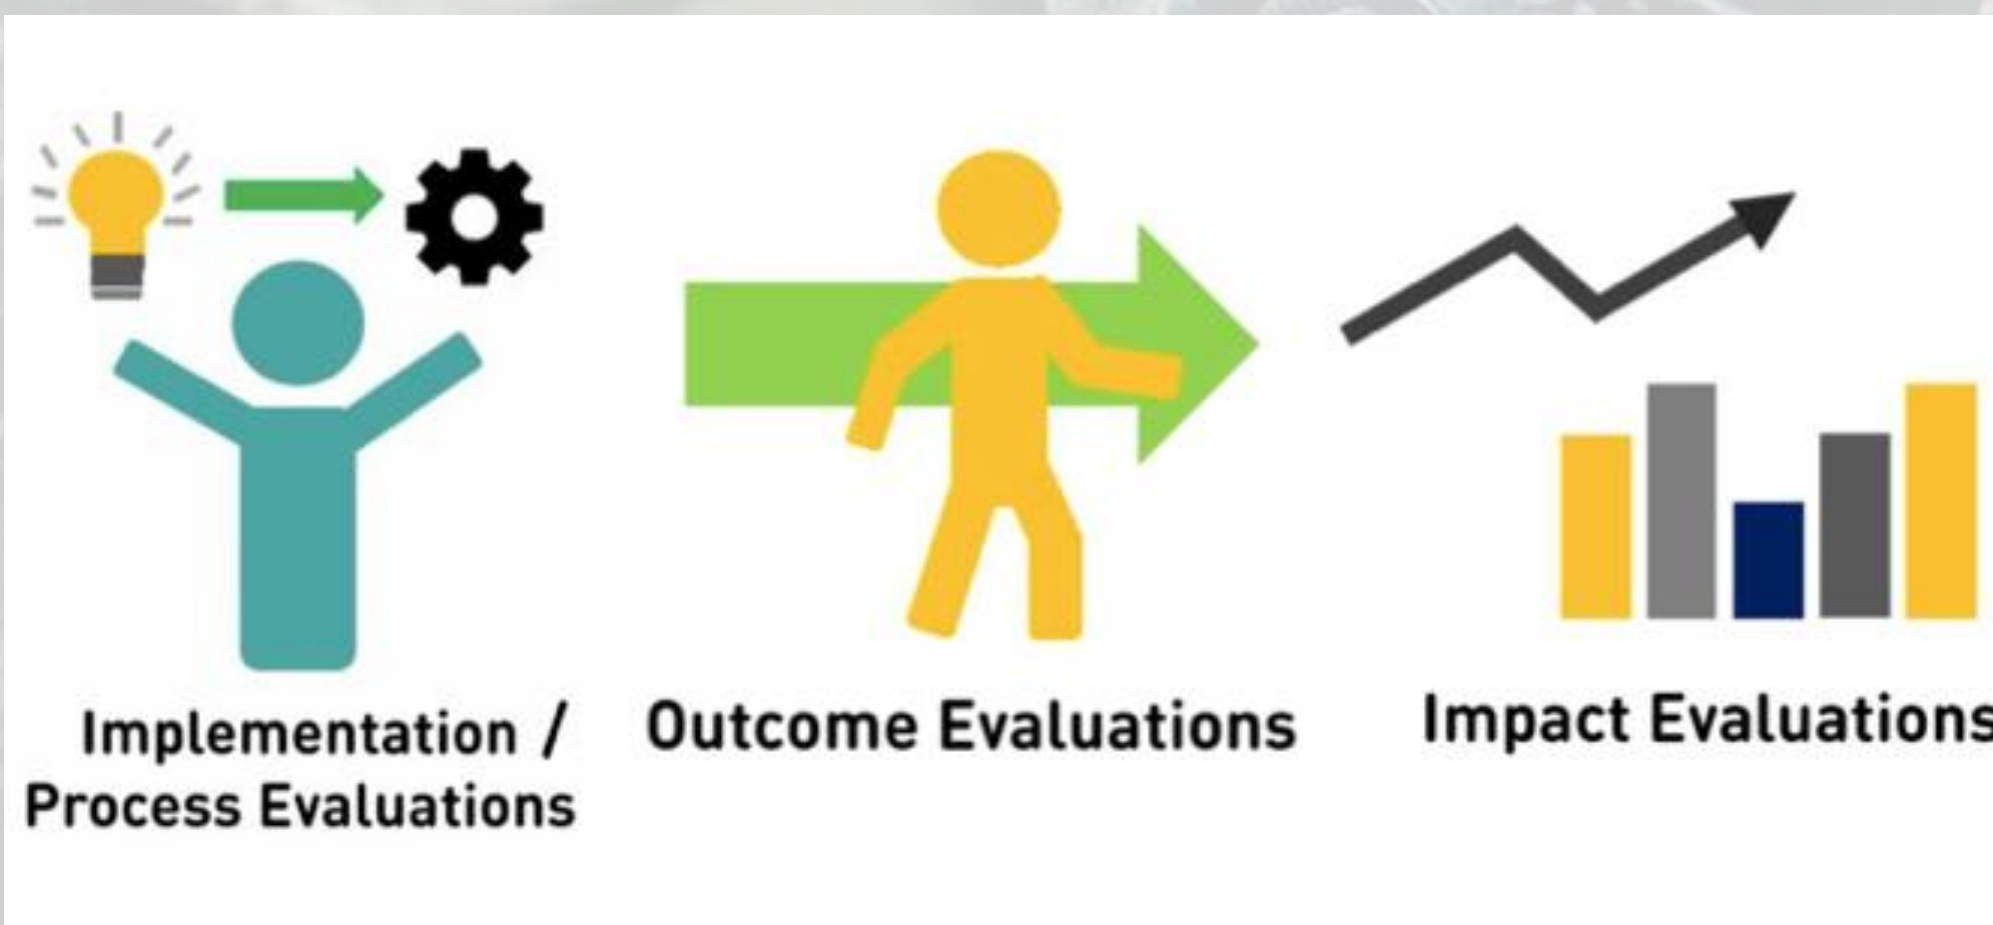 Implementation /
Process Evaluations
Outcome Evaluations
Impact Evaluations